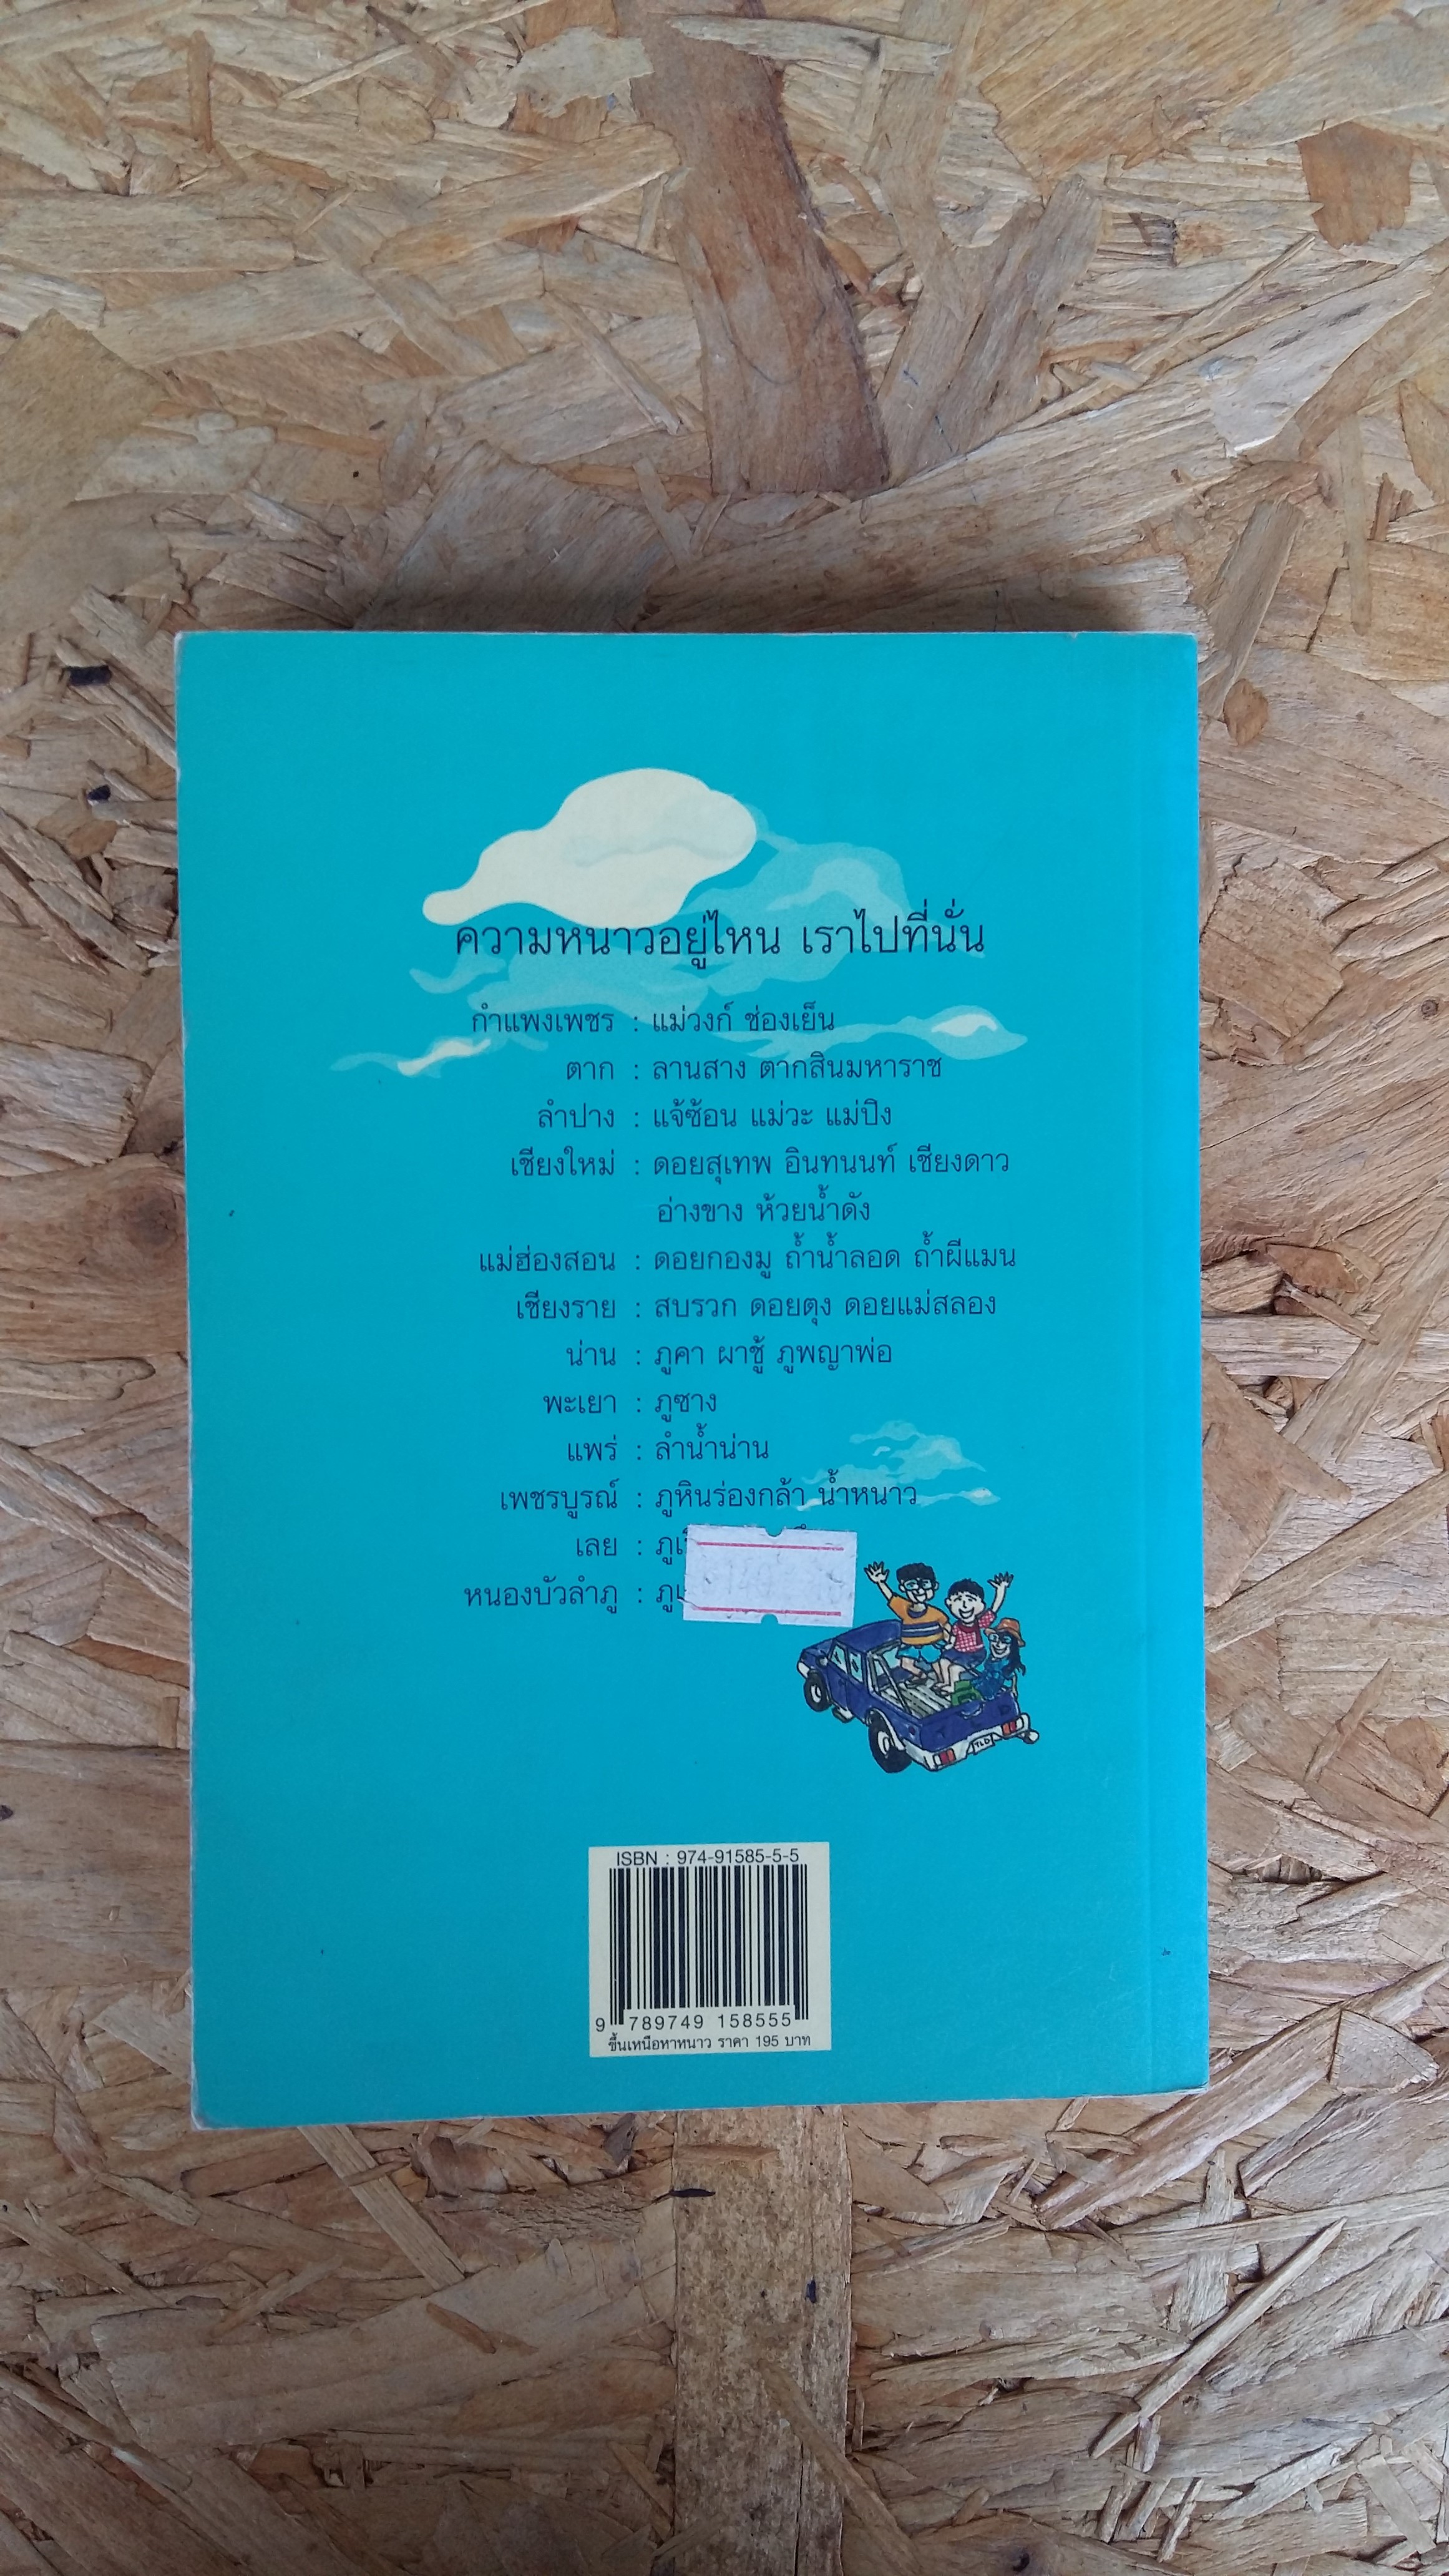 ความหนาวอยู่ไหน เราไปที่นั่น
กำแพงเพชร : แม่วงก์ ช่องเย็น
ตาก : ลานสาง ตากสินมหาราช
ลำปาง : แจ้ซ้อน แม่วะ แม่ปิง
เชียงใหม่ : ดอยสุเทพ อินทนนท์ เชียงดาว
อ่างขาง ห้วยน้ำดัง
แม่ฮ่องสอน : ดอยกองมู ถ้ำน้ำลอด ถ้ำผีแมน
เชียงราย : สบรวก ดอยตุง ดอยแม่สลอง
น่าน : ภูคา ผาชู้ ภูพญาพ่อ
พะเยา : ภูซาง
แพร่ : ลำน้ำน่าน
เพชรบูรณ์ : ภูหินร่องกล้า น้ำหนาว
เลย :
หนองบัวลำภู :
ISBN : 974-91585-5-5
9 789749 158555
ขึ้นเหนือหาหนาว ราคา 195 บาท